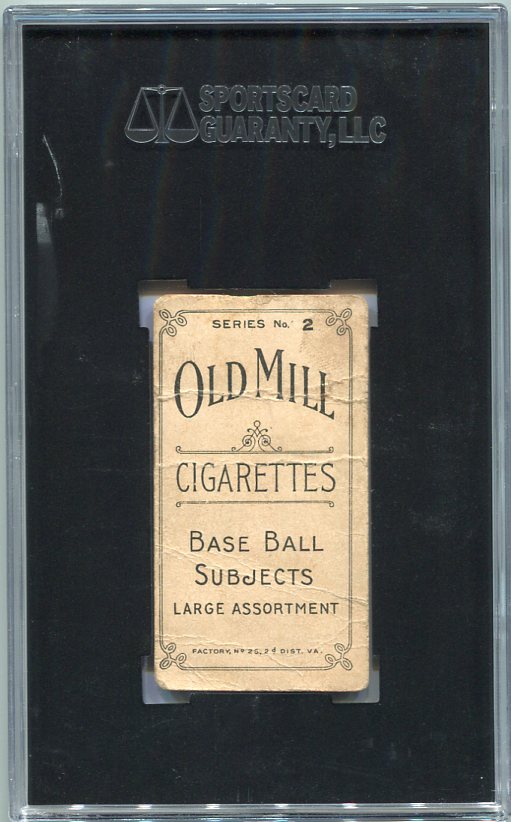 SPORTSCARD
GUARANTY, LLC
SERIES No. 2
OLD MILL
CIGARETTES
BASE BALL
SUBJECTS
LARGE ASSORTMENT
FACTORY, No 25, 2d DIST. VA.